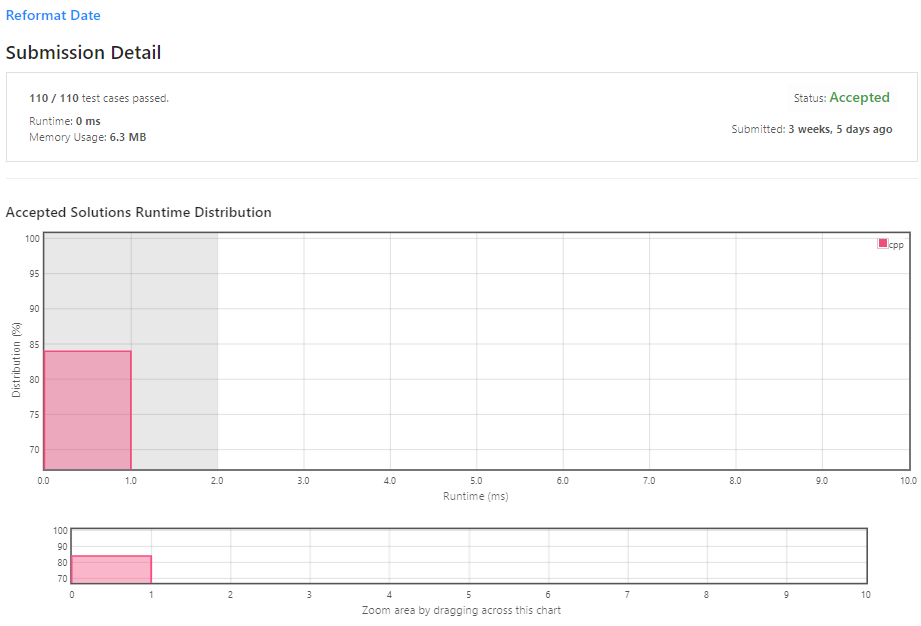 Reformat Date
Submission Detail
110 / 110 test cases passed.
Status: Accepted
Runtime: 0 ms
Submitted: 3 weeks, 5 days ago
Memory Usage: 6.3 MB
Accepted Solutions Runtime Distribution
cpp
100
95
90
85
80
75
70
Distribution (%)
0.0 1.0 2.0 3.0 4.0 5.0 6.0 7.0 8.0 9.0 10.0
Runtime (ms)
100
90
80
70
0 1 2 3 4 5 6 7 8 9 10
Zoom area by dragging across this chart